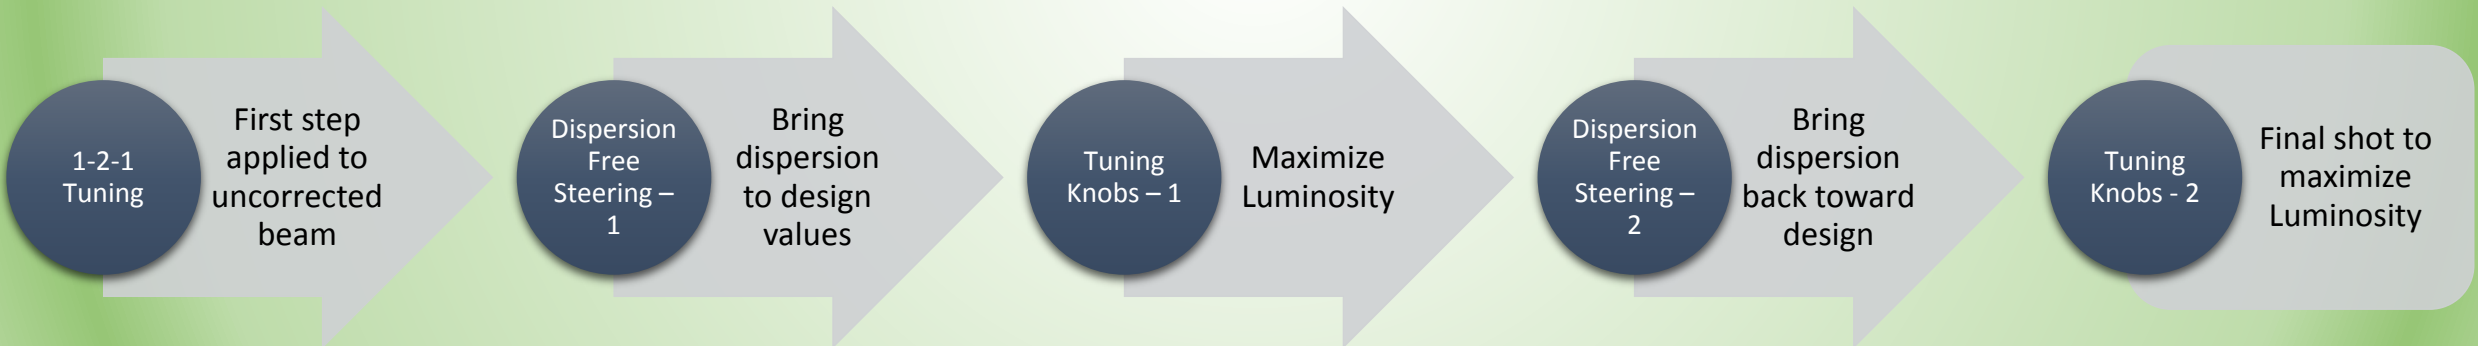 1-2-1
Tuning
First step
applied to
uncorrected
beam
Dispersion
Free
Steering –
1
Bring
dispersion
to design
values
Tuning
Knobs – 1
Maximize
Luminosity
Dispersion
Free
Steering –
2
Bring
dispersion
back toward
design
Tuning
Knobs - 2
Final shot to
maximize
Luminosity